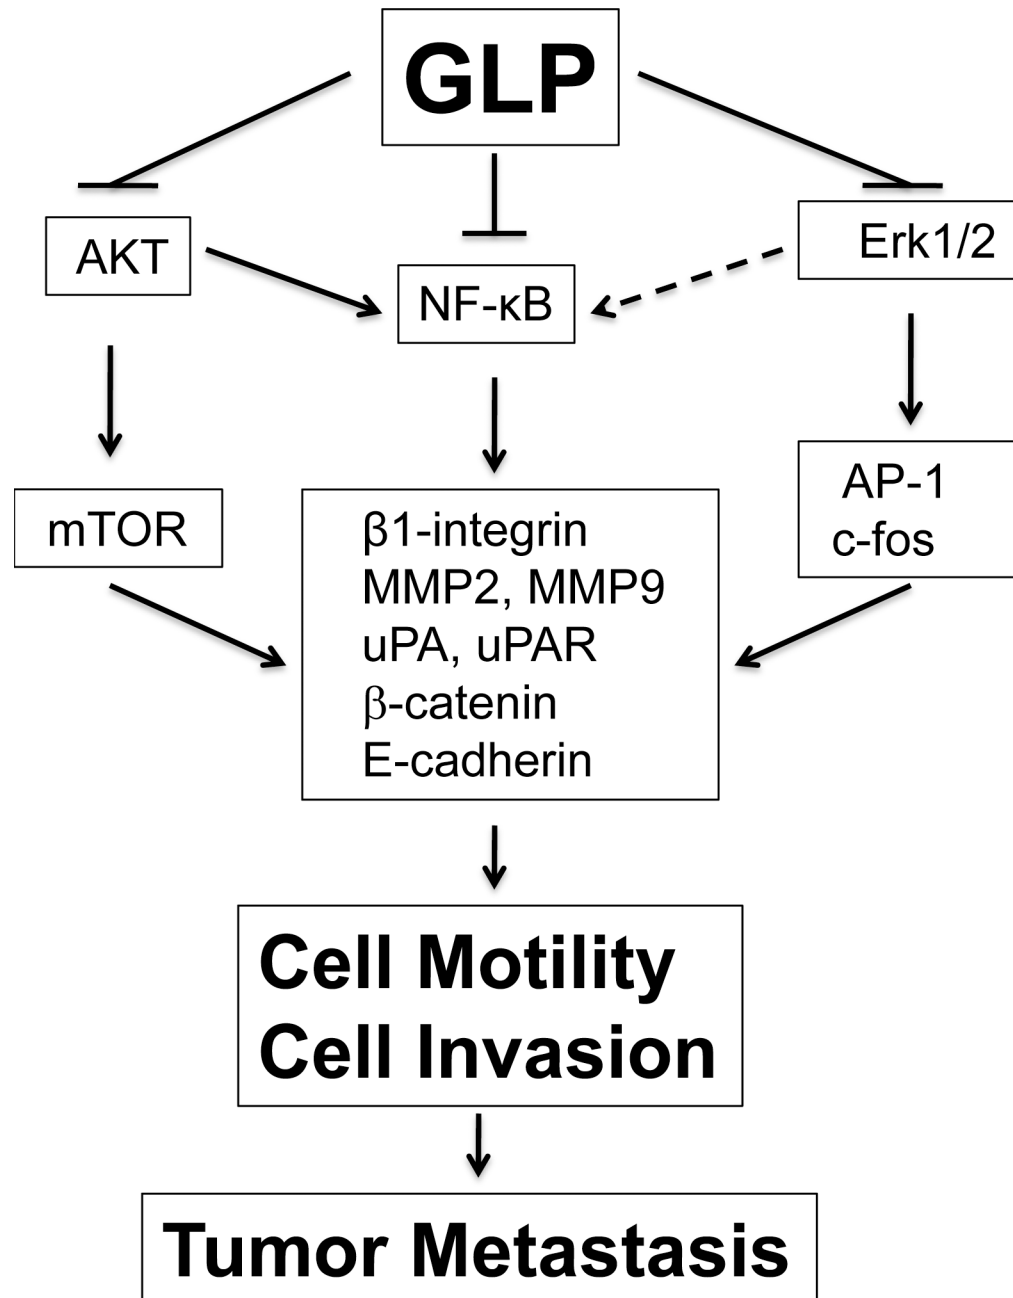 GLP
AKT
Erk1/2
NF-κB
mTOR
AP-1
c-fos
β1-integrin
MMP2, MMP9
uPA, uPAR
β-catenin
E-cadherin
Cell Motility
Cell Invasion
Tumor Metastasis